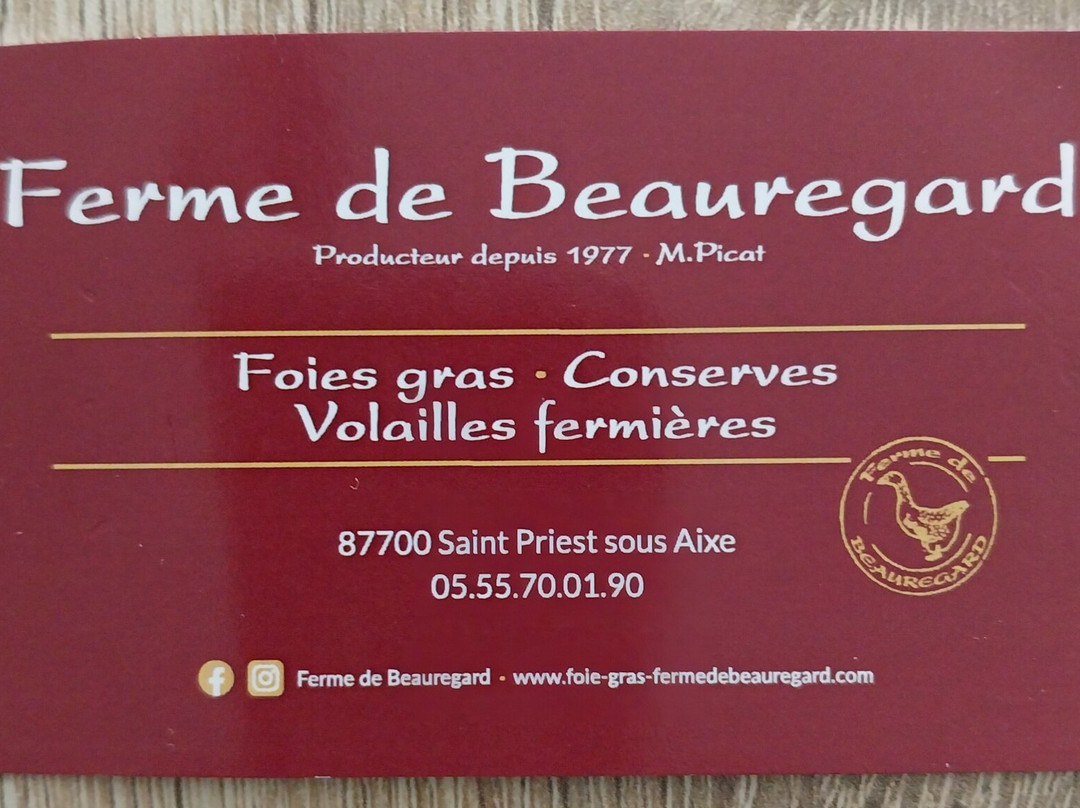 Ferme de Beauregard
Producteur depuis 1977 · M.Picat
Foies gras · Conserves
Volailles fermières
Ferme de
BEAUREGARD
87700 Saint Priest sous Aixe
05.55.70.01.90
Ferme de Beauregard · www.foie-gras-fermedebeauregard.com